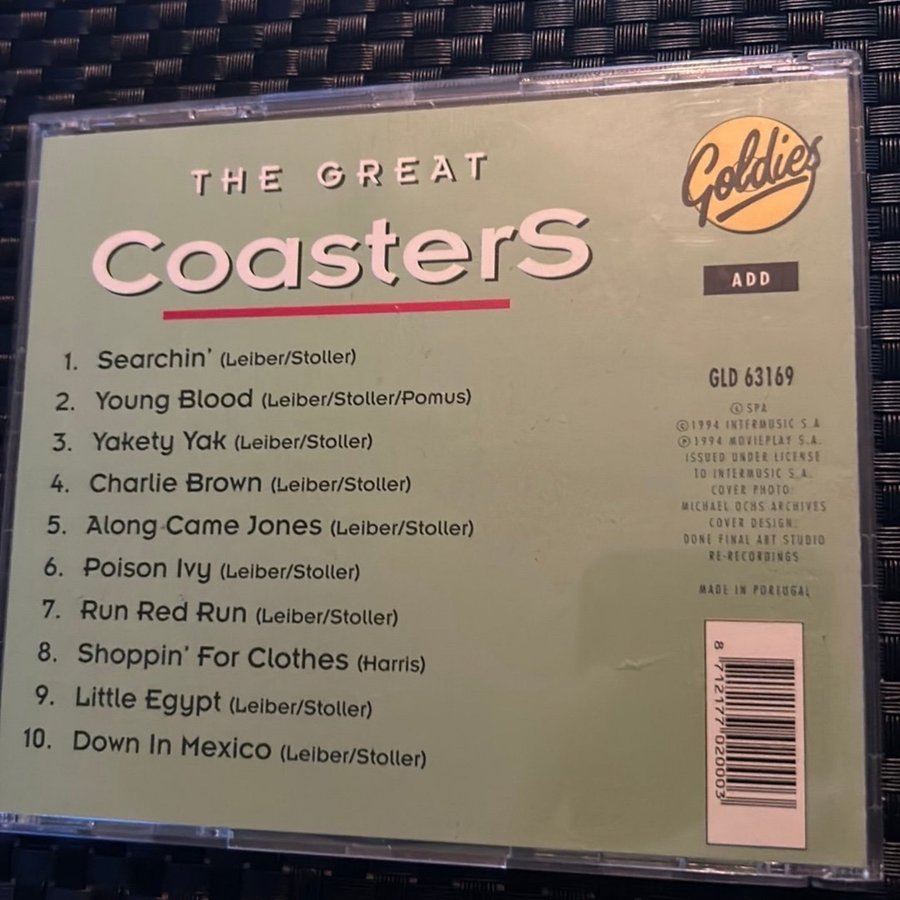 THE GREAT
CoasterS
1. Searchin' (Leiber/Stoller)
2. Young Blood (Leiber/Stoller/Pomus)
3. Yakety Yak (Leiber/Stoller)
4. Charlie Brown (Leiber/Stoller)
5. Along Came Jones (Leiber/Stoller)
6. Poison Ivy (Leiber/Stoller)
7. Run Red Run (Leiber/Stoller)
8. Shoppin' For Clothes (Harris)
9. Little Egypt (Leiber/Stoller)
10. Down In Mexico (Leiber/Stoller)
Goldies
ADD
GLD 63169
SPA
©1994 INTERMUSIC S.A.
℗1994 MOVIEPLAY S.A.
ISSUED UNDER LICENSE
TO INTERMUSIC S.A.
COVER PHOTO:
MICHAEL OCHS ARCHIVES
COVER DESIGN:
DONE FINAL ART STUDIO
RE-RECORDINGS
MADE IN PORTUGAL
8 712177 020003